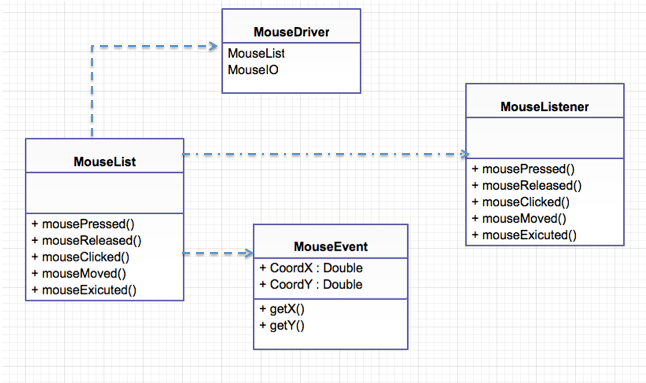 MouseDriver
MouseList
MouseIO
MouseListener
+ mousePressed()
+ mouseReleased()
+ mouseClicked()
+ mouseMoved()
+ mouseExicuted()
MouseList
+ mousePressed()
+ mouseReleased()
+ mouseClicked()
+ mouseMoved()
+ mouseExicuted()
MouseEvent
+ CoordX : Double
+ CoordY : Double
+ getX()
+ getY()